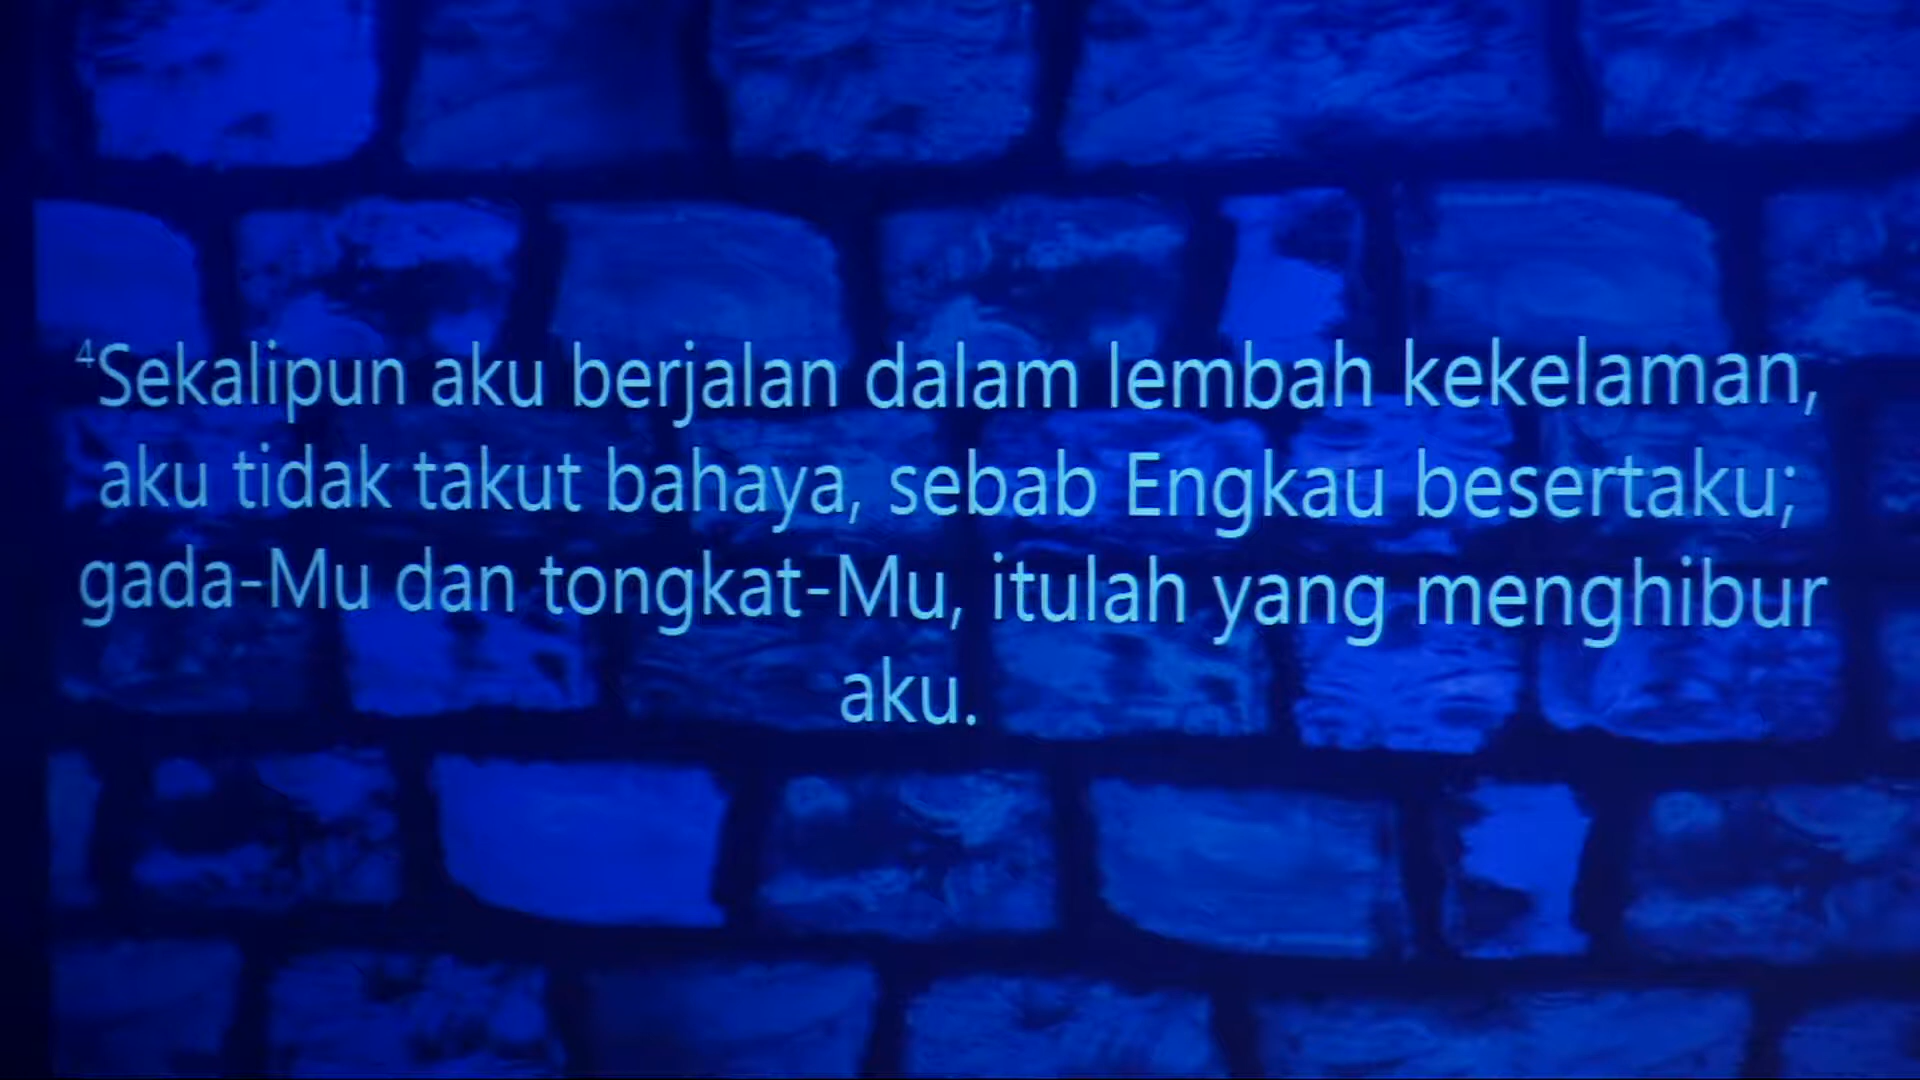 ⁴Sekalipun aku berjalan dalam lembah kekelaman,
aku tidak takut bahaya, sebab Engkau besertaku;
gada-Mu dan tongkat-Mu, itulah yang menghibur
aku.